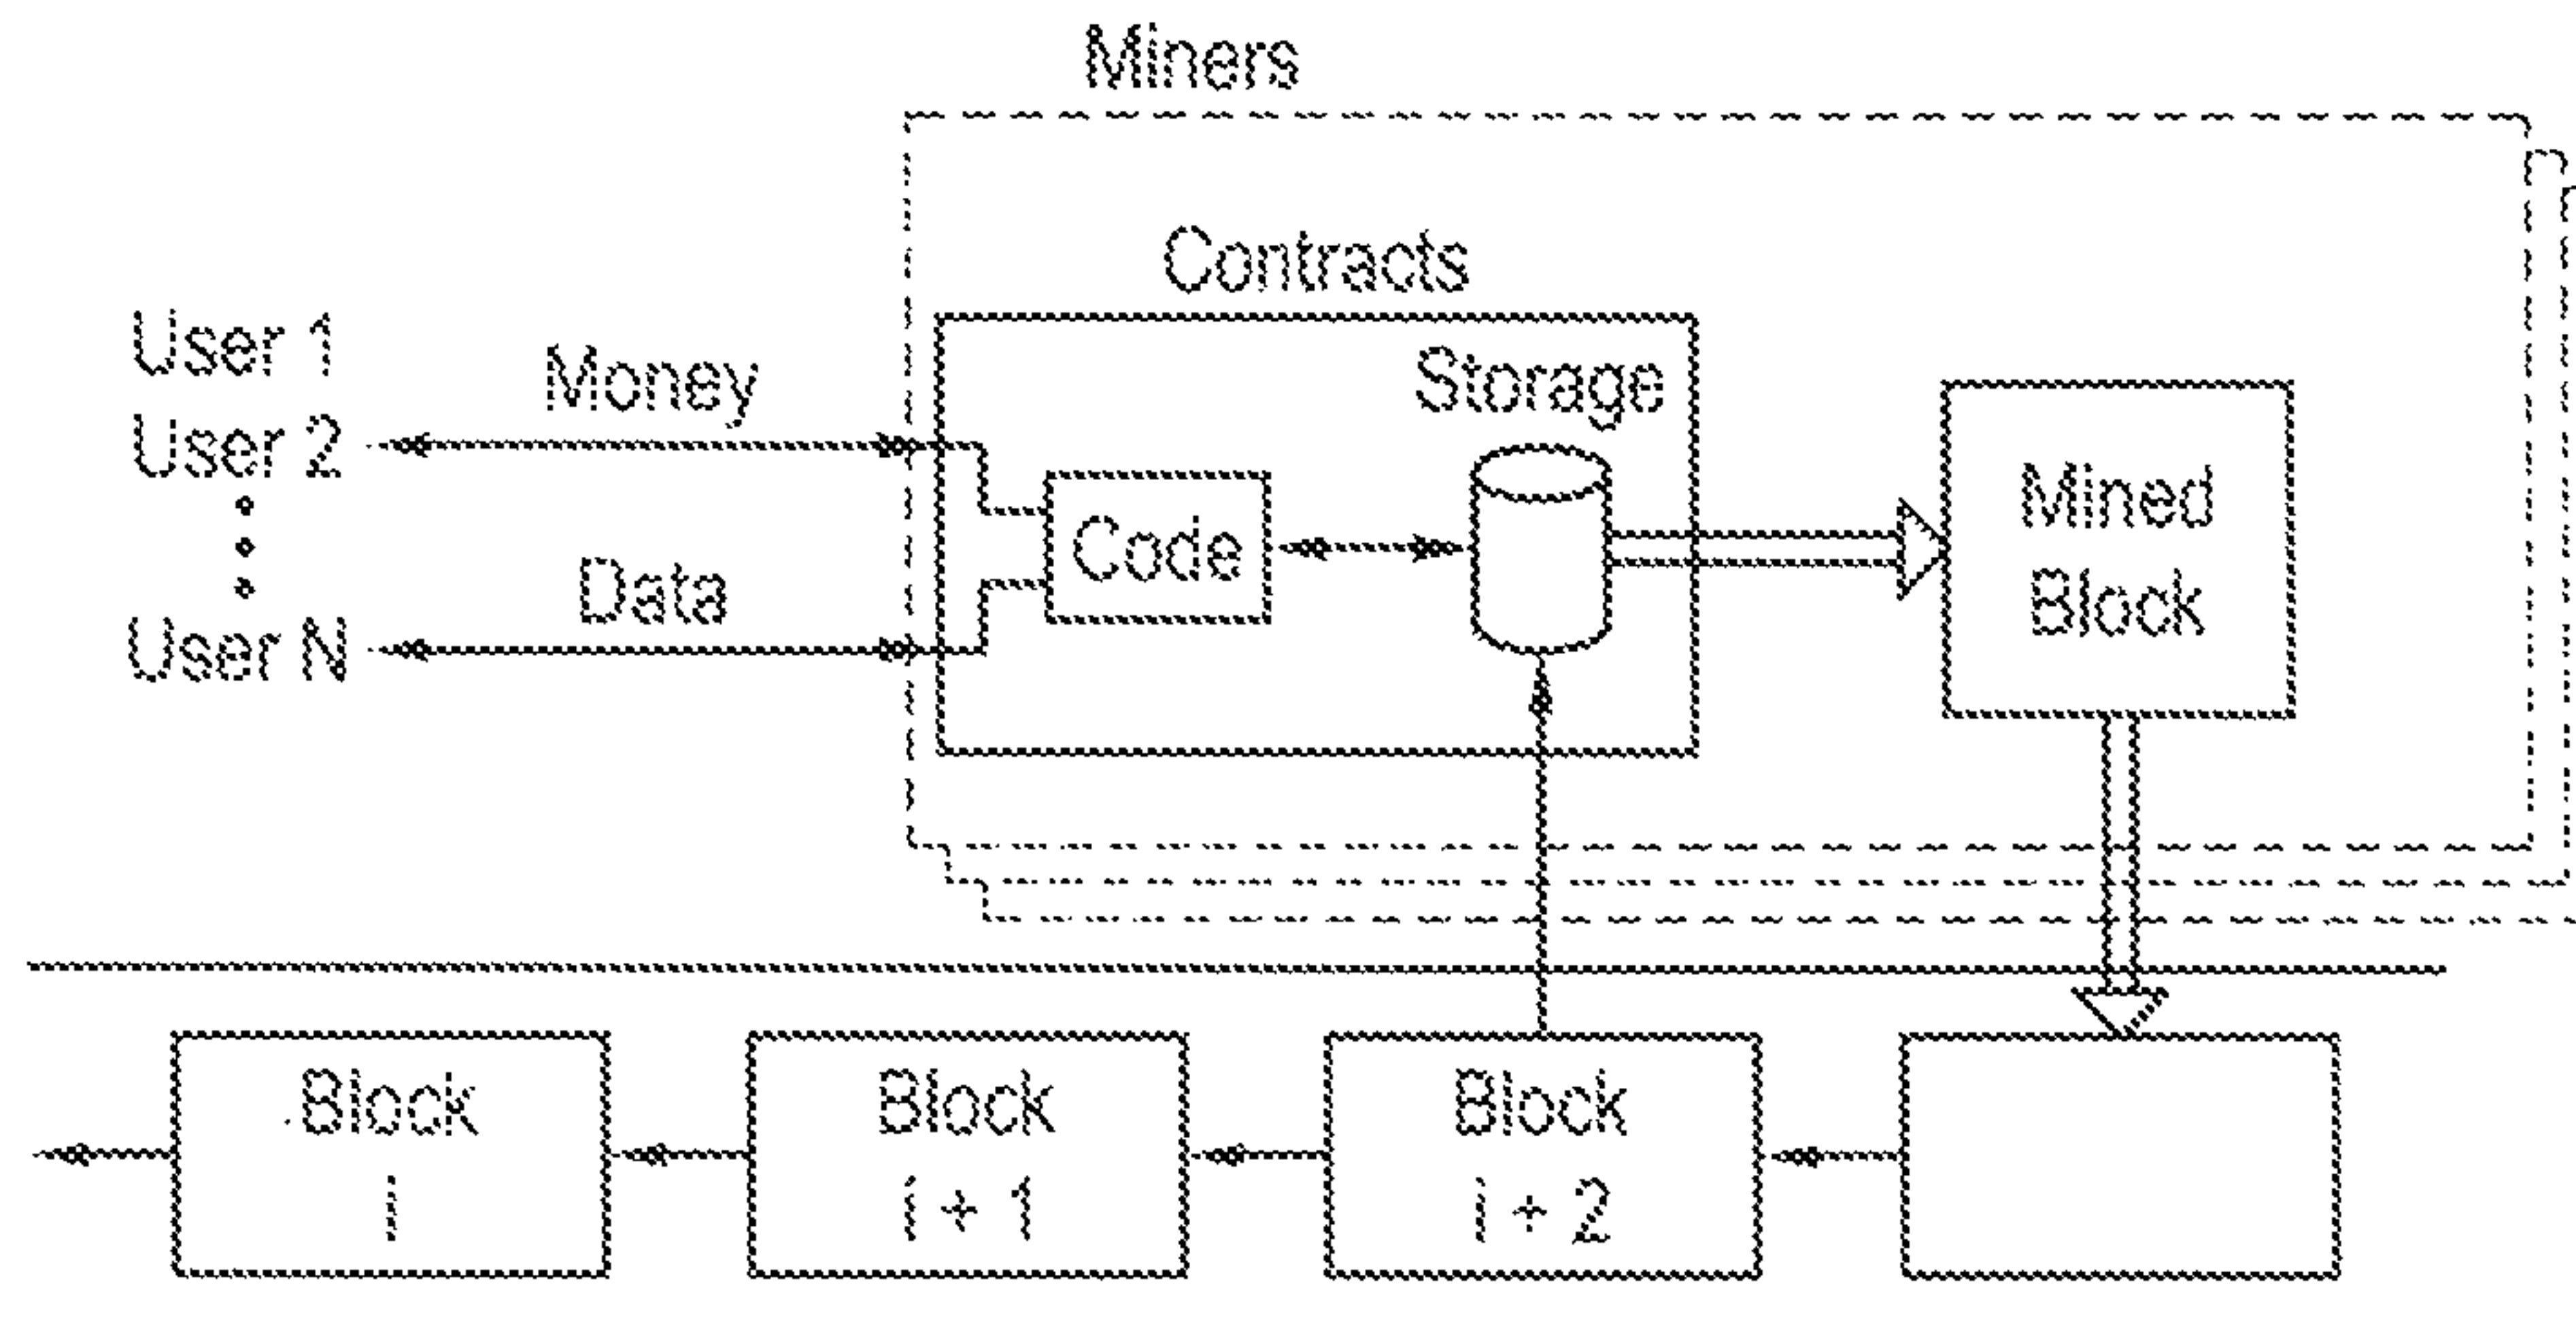 Miners
Contracts
User 1
User 2
User N
Money
Data
Code
Storage
Mined
Block
Block
i
Block
i + 1
Block
i + 2